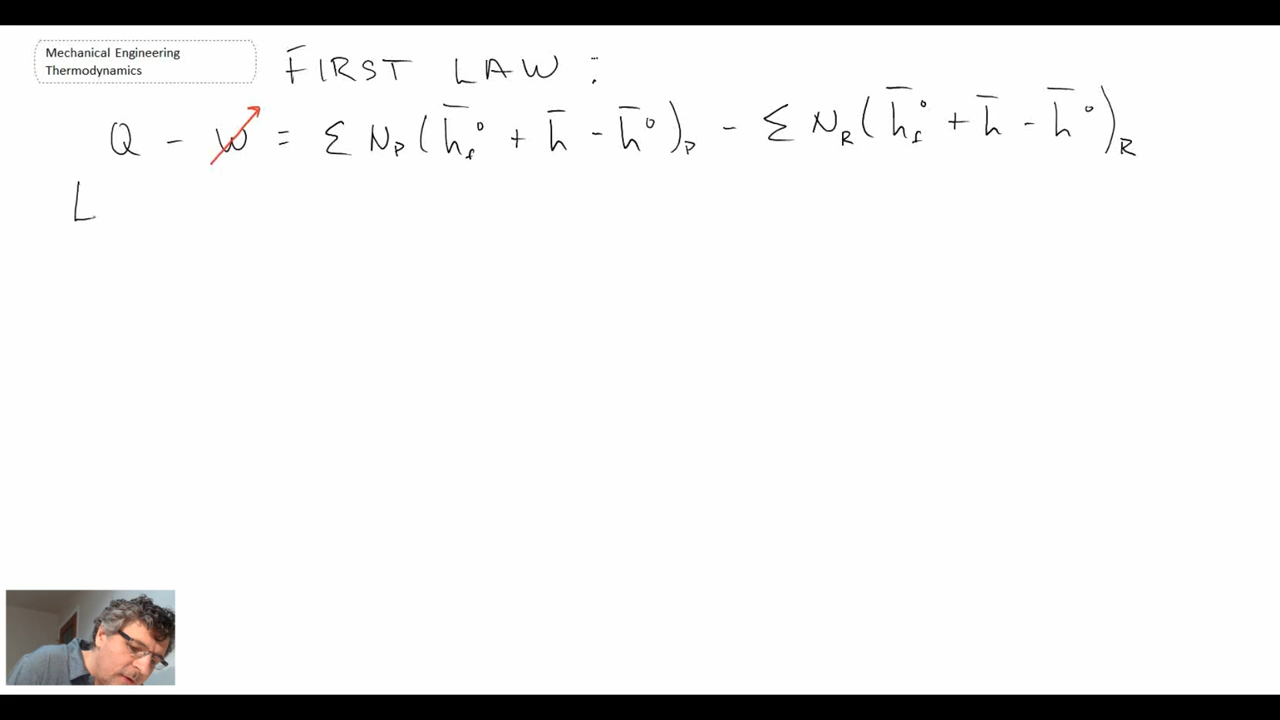 Mechanical Engineering
Thermodynamics
FIRST LAW :
Q - W = Σ N_P ( h̄_f° + h̄ - h̄° )_P - Σ N_R ( h̄_f° + h̄ - h̄° )_R
L